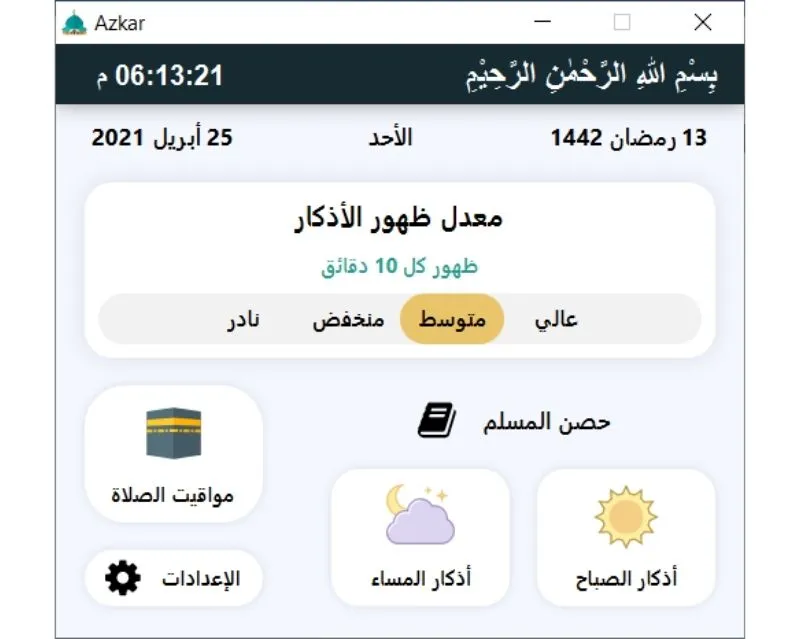 Azkar
بِسْمِ اللهِ الرَّحْمٰنِ الرَّحِيْمِ
06:13:21 م
13 رمضان 1442
الأحد
25 أبريل 2021
معدل ظهور الأذكار
ظهور كل 10 دقائق
عالي
متوسط
منخفض
نادر
حصن المسلم
مواقيت الصلاة
أذكار الصباح
أذكار المساء
الإعدادات